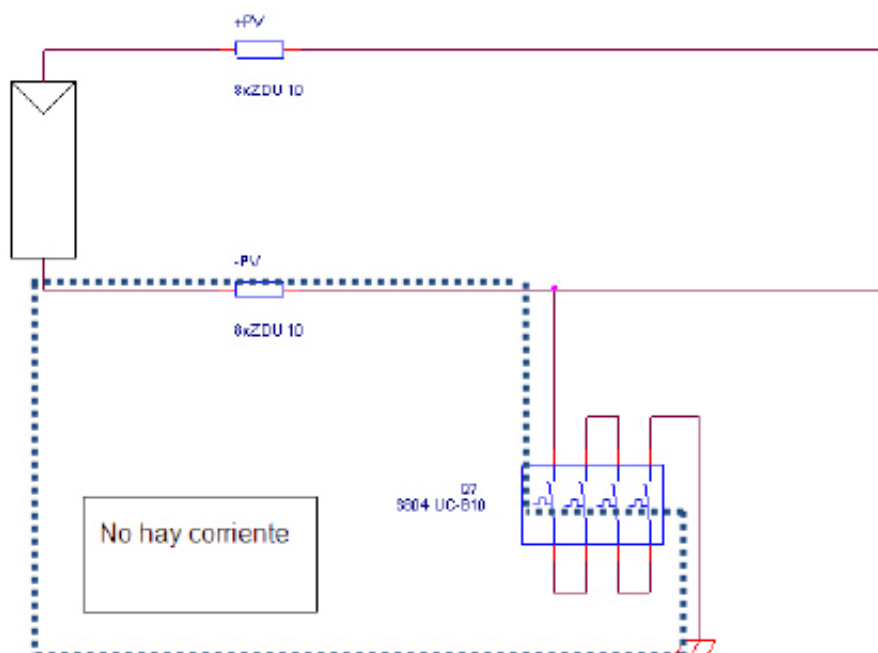 +PV
8xZDU 10
-PV
8xZDU 10
Q7
S804 UC-B10
No hay corriente